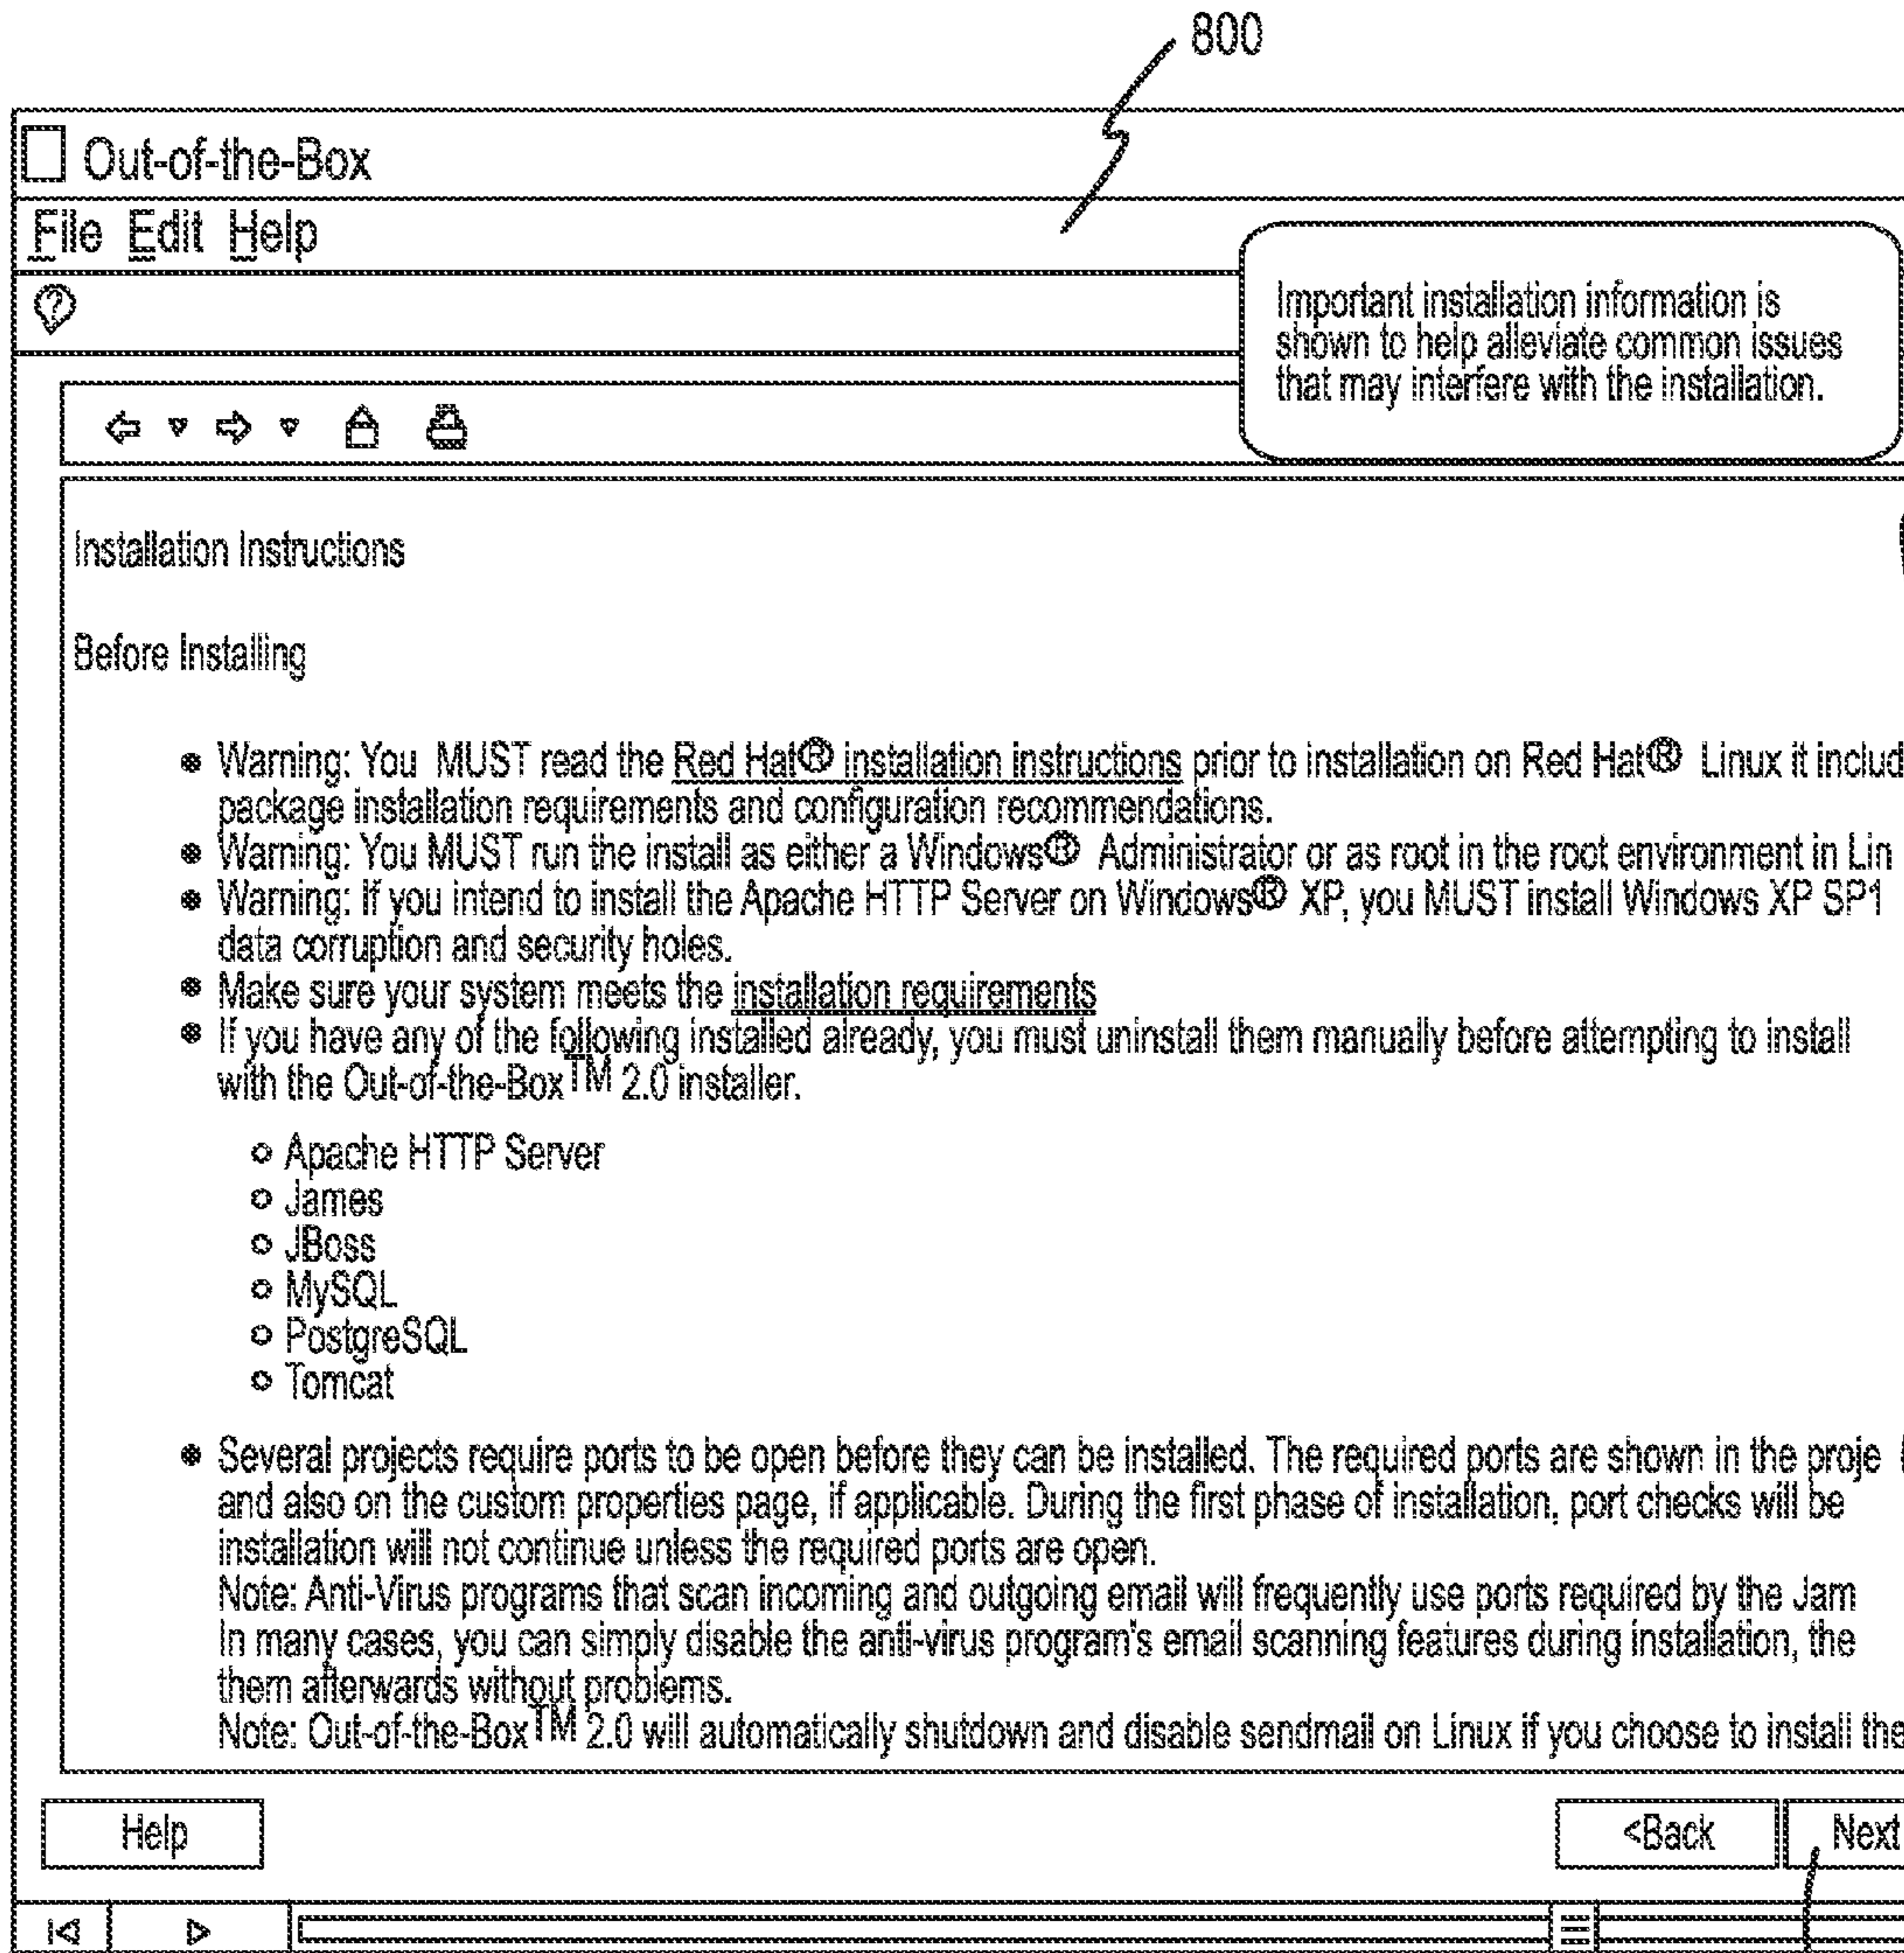 800
Out-of-the-Box
File Edit Help
Important installation information is
shown to help alleviate common issues
that may interfere with the installation.
Installation Instructions
Before Installing
Warning: You MUST read the Red Hat® installation instructions prior to installation on Red Hat® Linux it includ
package installation requirements and configuration recommendations.
Warning: You MUST run the install as either a Windows® Administrator or as root in the root environment in Lin
Warning: If you intend to install the Apache HTTP Server on Windows® XP, you MUST install Windows XP SP1
data corruption and security holes.
Make sure your system meets the installation requirements
If you have any of the following installed already, you must uninstall them manually before attempting to install
with the Out-of-the-Box™ 2.0 installer.
Apache HTTP Server
James
JBoss
MySQL
PostgreSQL
Tomcat
Several projects require ports to be open before they can be installed. The required ports are shown in the proje
and also on the custom properties page, if applicable. During the first phase of installation, port checks will be
installation will not continue unless the required ports are open.
Note: Anti-Virus programs that scan incoming and outgoing email will frequently use ports required by the Jam
In many cases, you can simply disable the anti-virus program's email scanning features during installation, the
them afterwards without problems.
Note: Out-of-the-Box™ 2.0 will automatically shutdown and disable sendmail on Linux if you choose to install the
Help
<Back
Next